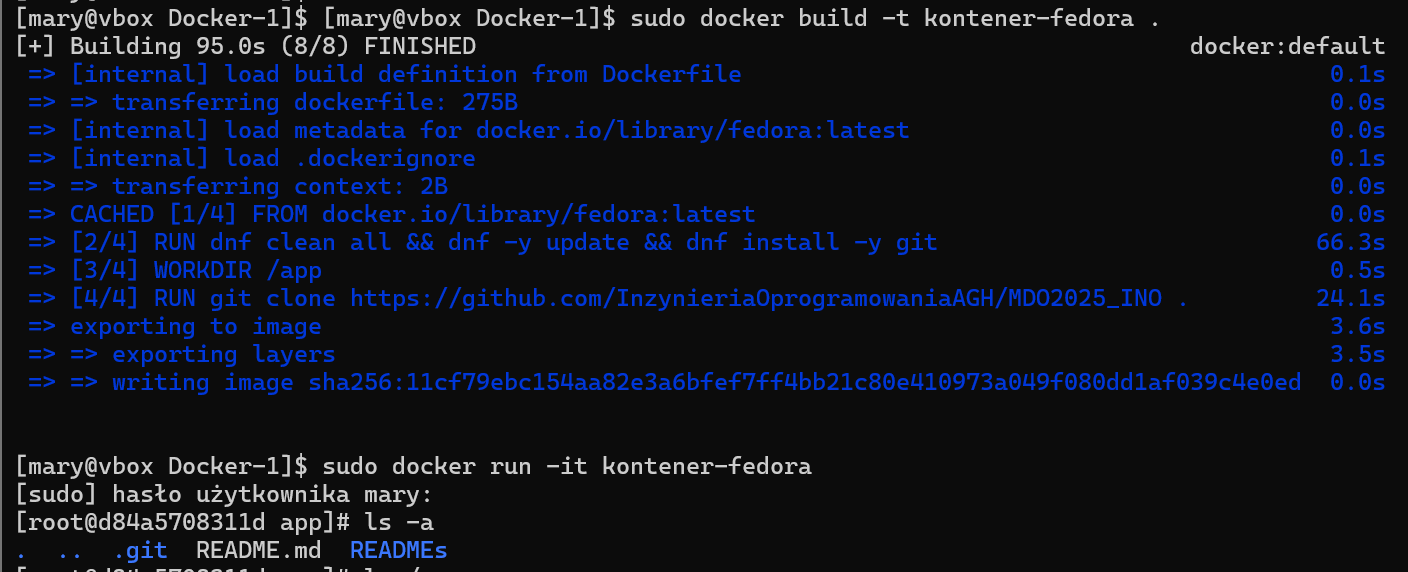 [mary@vbox Docker-1]$ [mary@vbox Docker-1]$ sudo docker build -t kontener-fedora .
[+] Building 95.0s (8/8) FINISHED docker:default
=> [internal] load build definition from Dockerfile 0.1s
=> => transferring dockerfile: 275B 0.0s
=> [internal] load metadata for docker.io/library/fedora:latest 0.0s
=> [internal] load .dockerignore 0.1s
=> => transferring context: 2B 0.0s
=> CACHED [1/4] FROM docker.io/library/fedora:latest 0.0s
=> [2/4] RUN dnf clean all && dnf -y update && dnf install -y git 66.3s
=> [3/4] WORKDIR /app 0.5s
=> [4/4] RUN git clone https://github.com/InzynieriaOprogramowaniaAGH/MDO2025_INO . 24.1s
=> exporting to image 3.6s
=> => exporting layers 3.5s
=> => writing image sha256:11cf79ebc154aa82e3a6bfef7ff4bb21c80e410973a049f080dd1af039c4e0ed 0.0s
[mary@vbox Docker-1]$ sudo docker run -it kontener-fedora
[sudo] hasło użytkownika mary:
[root@d84a5708311d app]# ls -a
. .. .git README.md READMEs